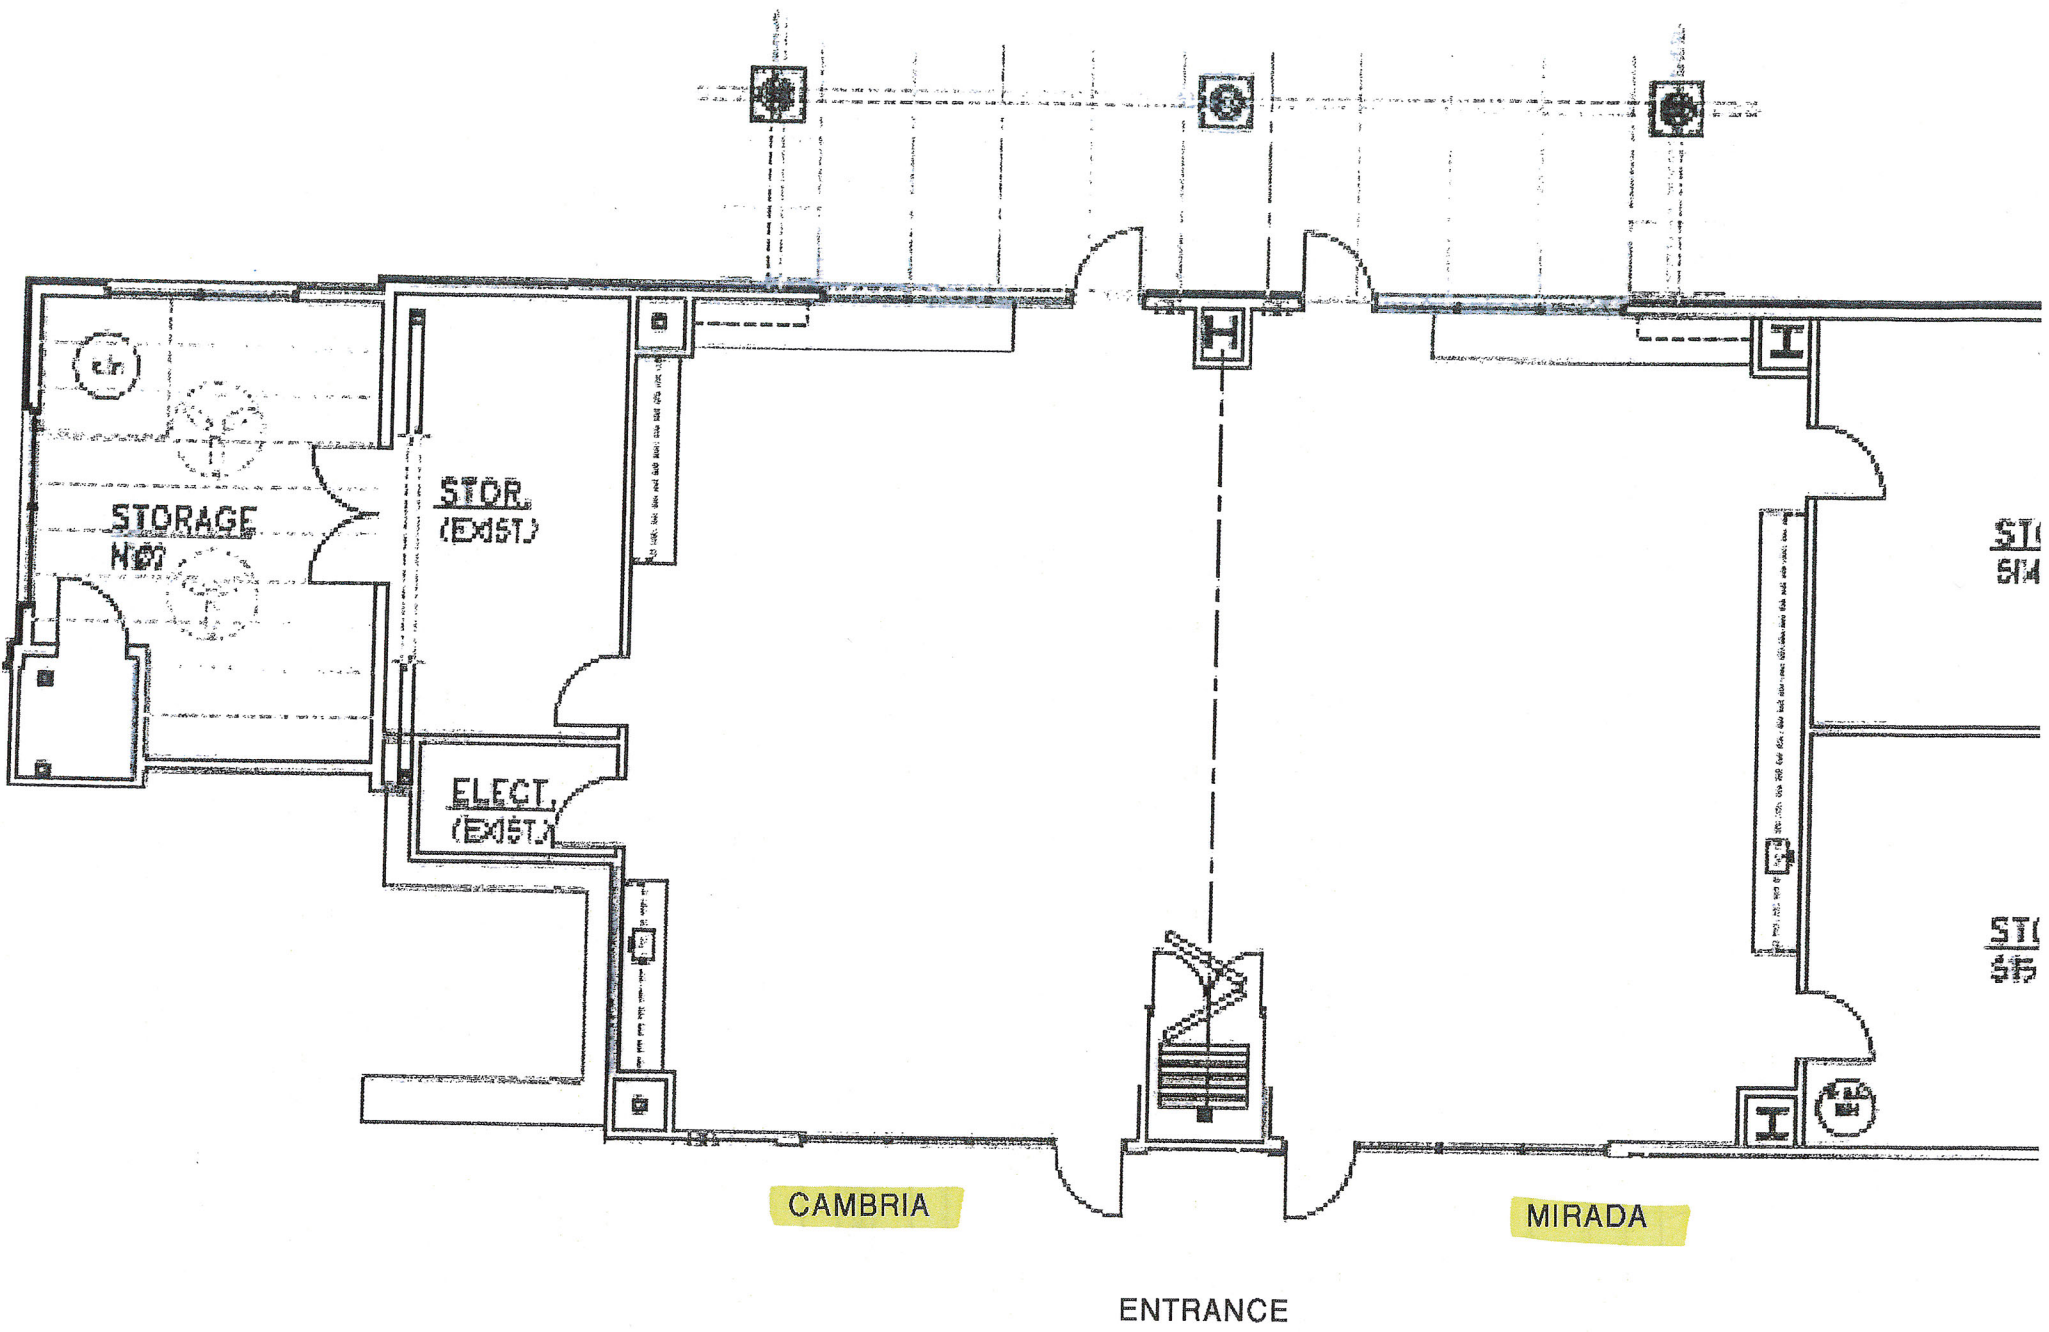 STOR.
(EXIST.)
STORAGE
ELECT.
(EXIST.)
CAMBRIA
MIRADA
ENTRANCE